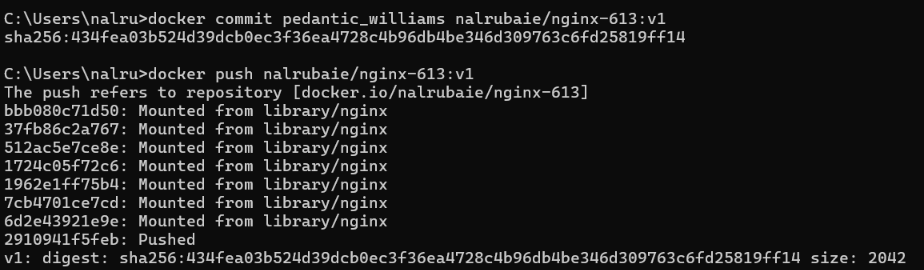 C:\Users\nalru>docker commit pedantic_williams nalrubaie/nginx-613:v1
sha256:434fea03b524d39dcb0ec3f36ea4728c4b96db4be346d309763c6fd25819ff14
C:\Users\nalru>docker push nalrubaie/nginx-613:v1
The push refers to repository [docker.io/nalrubaie/nginx-613]
bbb080c71d50: Mounted from library/nginx
37fb86c2a767: Mounted from library/nginx
512ac5e7ce8e: Mounted from library/nginx
1724c05f72c6: Mounted from library/nginx
1962e1ff75b4: Mounted from library/nginx
7cb4701ce7cd: Mounted from library/nginx
6d2e43921e9e: Mounted from library/nginx
2910941f5feb: Pushed
v1: digest: sha256:434fea03b524d39dcb0ec3f36ea4728c4b96db4be346d309763c6fd25819ff14 size: 2042